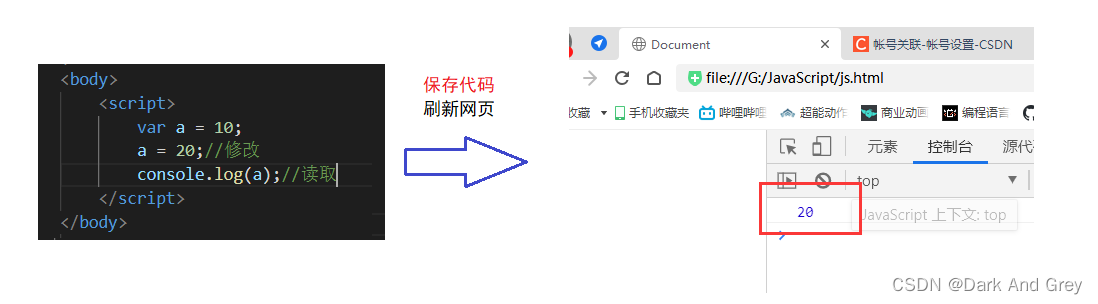 <body>
<script>
var a = 10;
a = 20;//修改
console.log(a);//读取
</script>
</body>
保存代码
刷新网页
Document
帐号关联-帐号设置-CSDN
file:///G:/JavaScript/js.html
收藏 手机收藏夹 哔哩哔哩 超能动作 商业动画 编程语言
元素 控制台 源代
top
20
JavaScript 上下文: top
CSDN @Dark And Grey